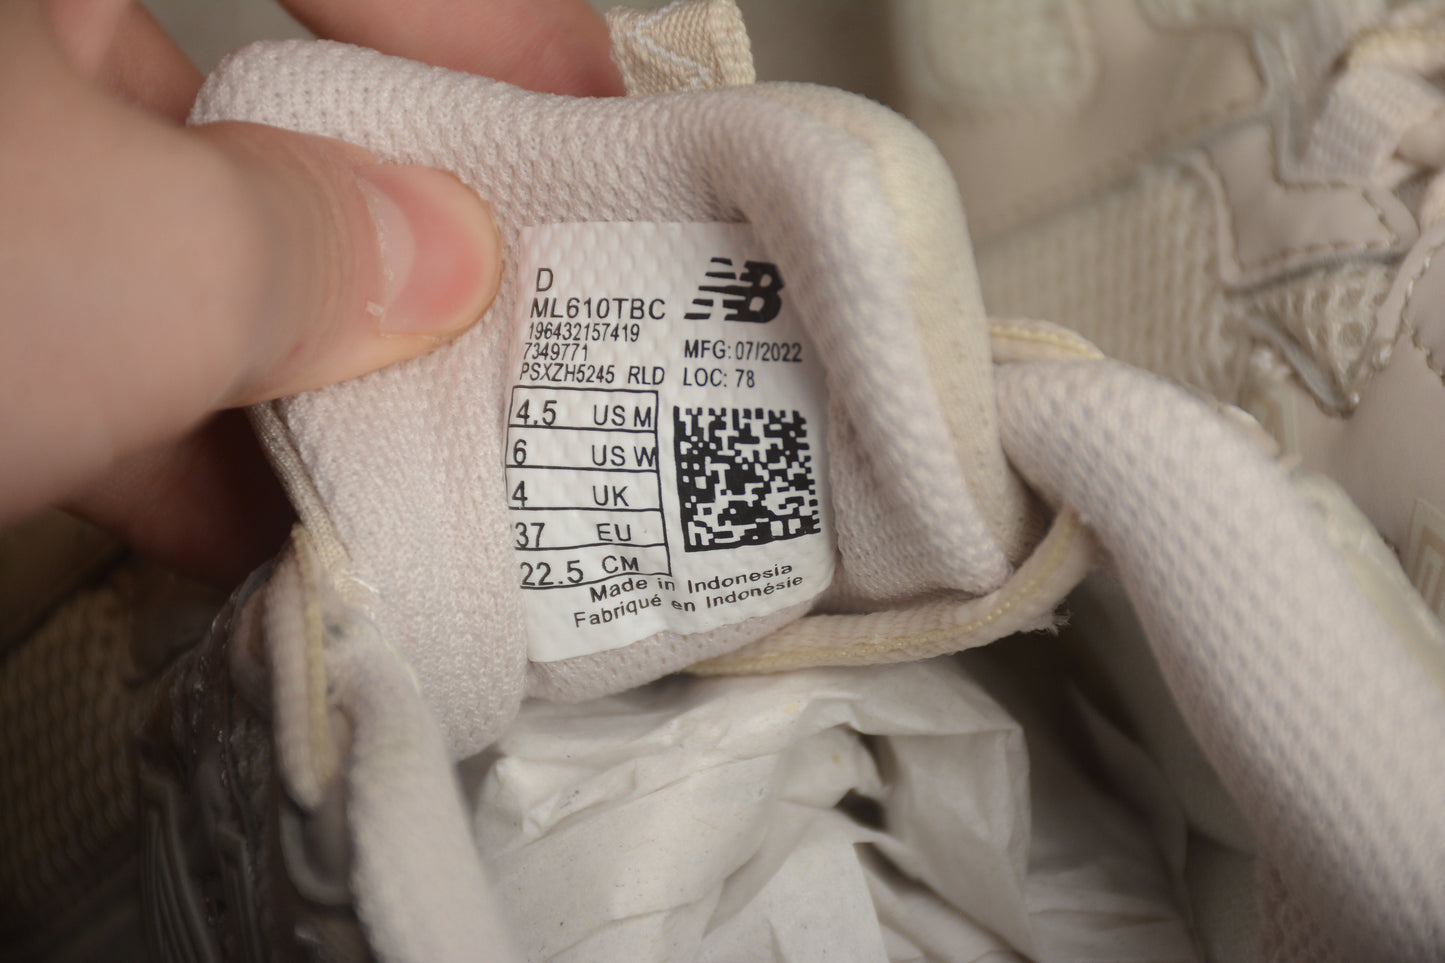 D
ML610TBC
196432157419
7349771
PSXZH5245 RLD
NB
MFG: 07/2022
LOC: 78
4.5 US M
6 US W
4 UK
37 EU
22.5 CM
Made in Indonesia
Fabriqué en Indonésie